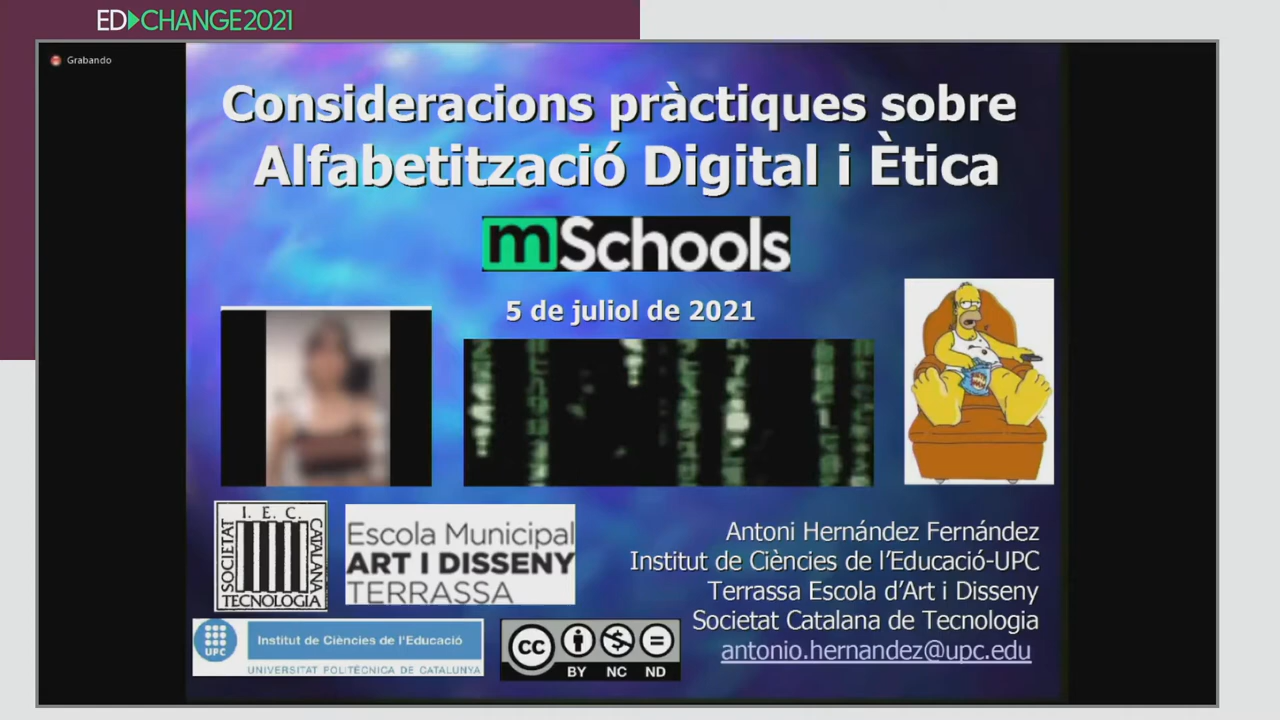 ED CHANGE2021
Grabando
Consideracions pràctiques sobre
Alfabetització Digital i Ètica
mSchools
5 de juliol de 2021
I. E. C.
SOCIETAT
CATALANA
TECNOLOGIA
Escola Municipal
ART I DISSENY
TERRASSA
Antoni Hernández Fernández
Institut de Ciències de l'Educació-UPC
Terrassa Escola d'Art i Disseny
Societat Catalana de Tecnologia
antonio.hernandez@upc.edu
UPC
Institut de Ciències de l'Educació
UNIVERSITAT POLITÈCNICA DE CATALUNYA
CC
BY NC ND